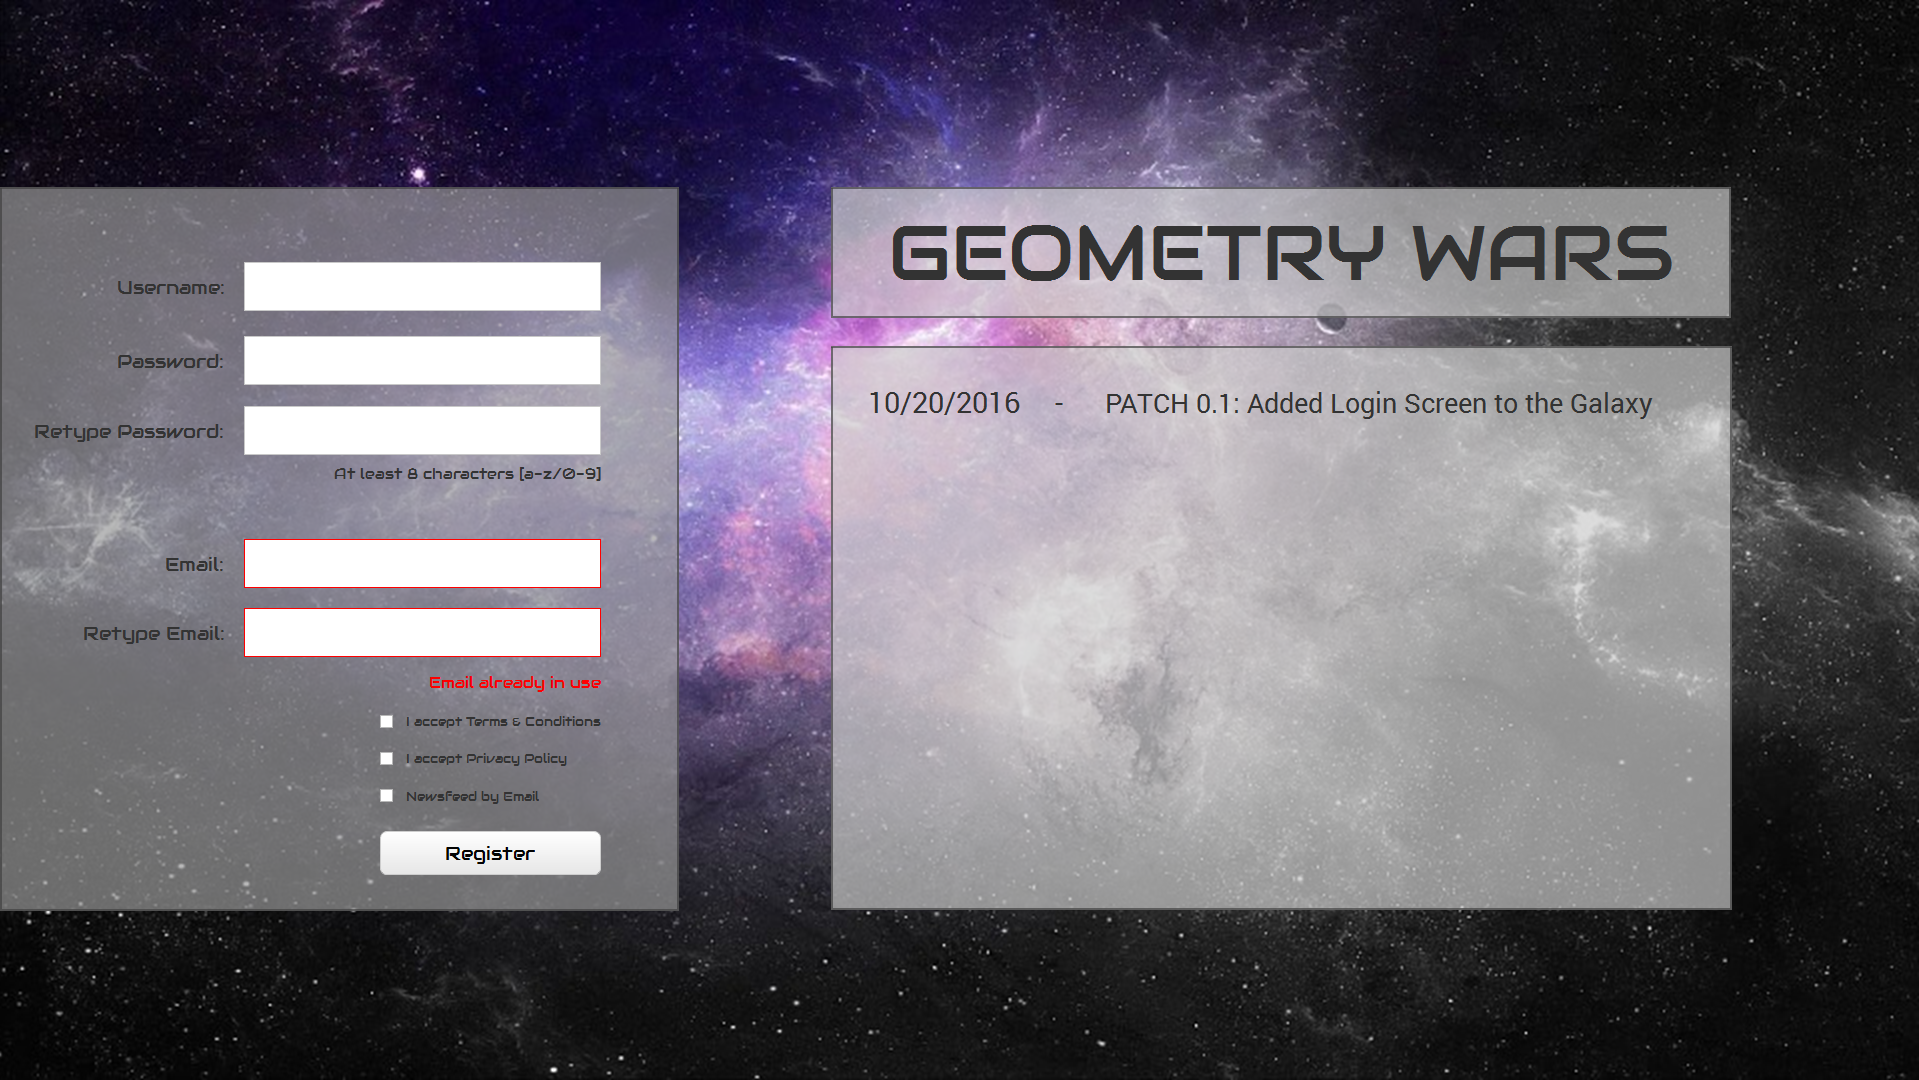 GEOMETRY WARS
Username:
Password:
Retype Password:
At least 8 characters [a-z/0-9]
Email:
Retype Email:
Email already in use
I accept Terms & Conditions
I accept Privacy Policy
Newsfeed by Email
Register
10/20/2016 - PATCH 0.1: Added Login Screen to the Galaxy